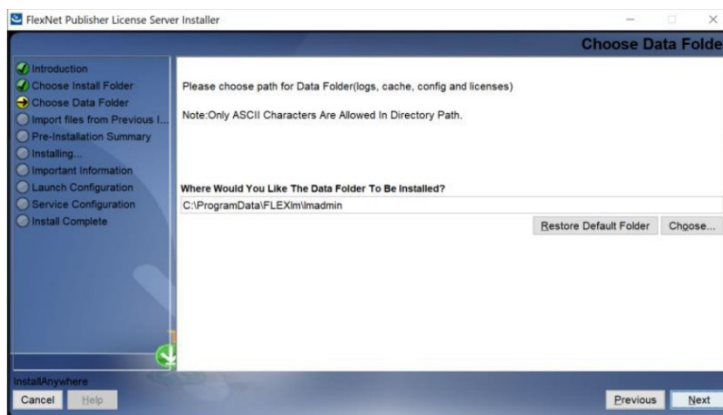 FlexNet Publisher License Server Installer
Choose Data Folde
Introduction
Choose Install Folder
Choose Data Folder
Import files from Previous I...
Pre-Installation Summary
Installing...
Important Information
Launch Configuration
Service Configuration
Install Complete
Please choose path for Data Folder(logs, cache, config and licenses)
Note:Only ASCII Characters Are Allowed In Directory Path.
Where Would You Like The Data Folder To Be Installed?
C:\ProgramData\FLEXlm\lmadmin
Restore Default Folder
Choose...
InstallAnywhere
Cancel
Help
Previous
Next